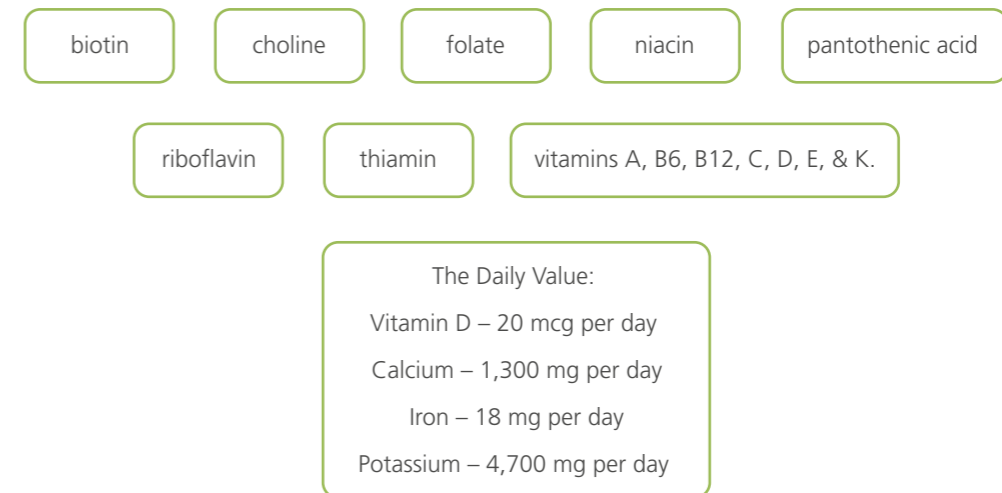 biotin
choline
folate
niacin
pantothenic acid
riboflavin
thiamin
vitamins A, B6, B12, C, D, E, & K.
The Daily Value:
Vitamin D – 20 mcg per day
Calcium – 1,300 mg per day
Iron – 18 mg per day
Potassium – 4,700 mg per day